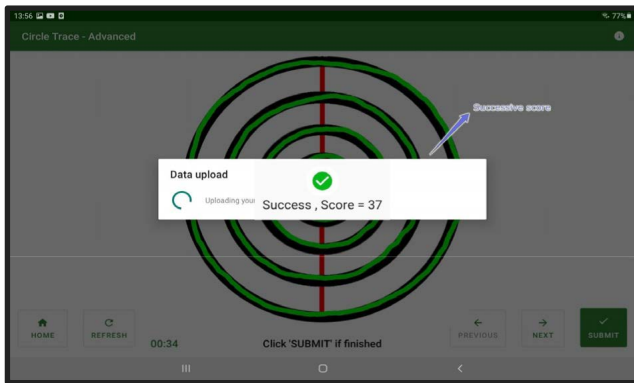 13:56
77%
Circle Trace - Advanced
Successive score
Data upload
Uploading your
Success , Score = 37
HOME
REFRESH
00:34
Click 'SUBMIT' if finished
PREVIOUS
NEXT
SUBMIT